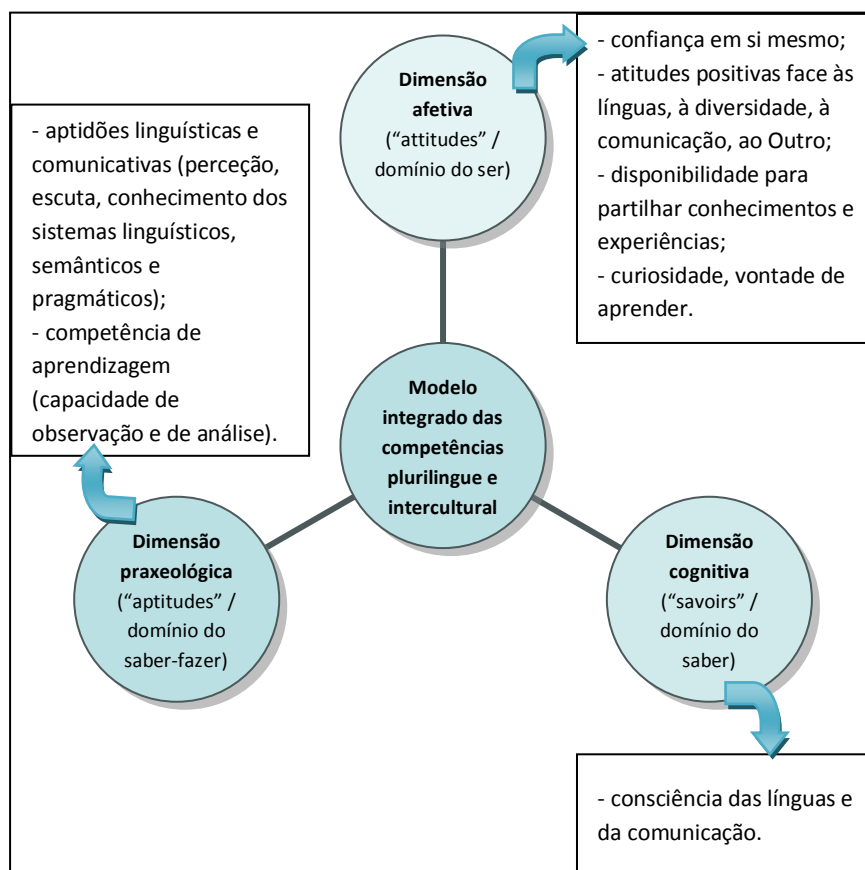 Dimensão
afetiva
(“attitudes” /
domínio do ser)
- confiança em si mesmo;
- atitudes positivas face às
línguas, à diversidade, à
comunicação, ao Outro;
- disponibilidade para
partilhar conhecimentos e
experiências;
- curiosidade, vontade de
aprender.
- aptidões linguísticas e
comunicativas (perceção,
escuta, conhecimento dos
sistemas linguísticos,
semânticos e
pragmáticos);
- competência de
aprendizagem
(capacidade de
observação e de análise).
Modelo
integrado das
competências
plurilingue e
intercultural
Dimensão
praxeológica
(“aptitudes” /
domínio do
saber-fazer)
Dimensão
cognitiva
(“savoirs” /
domínio do
saber)
- consciência das línguas e
da comunicação.